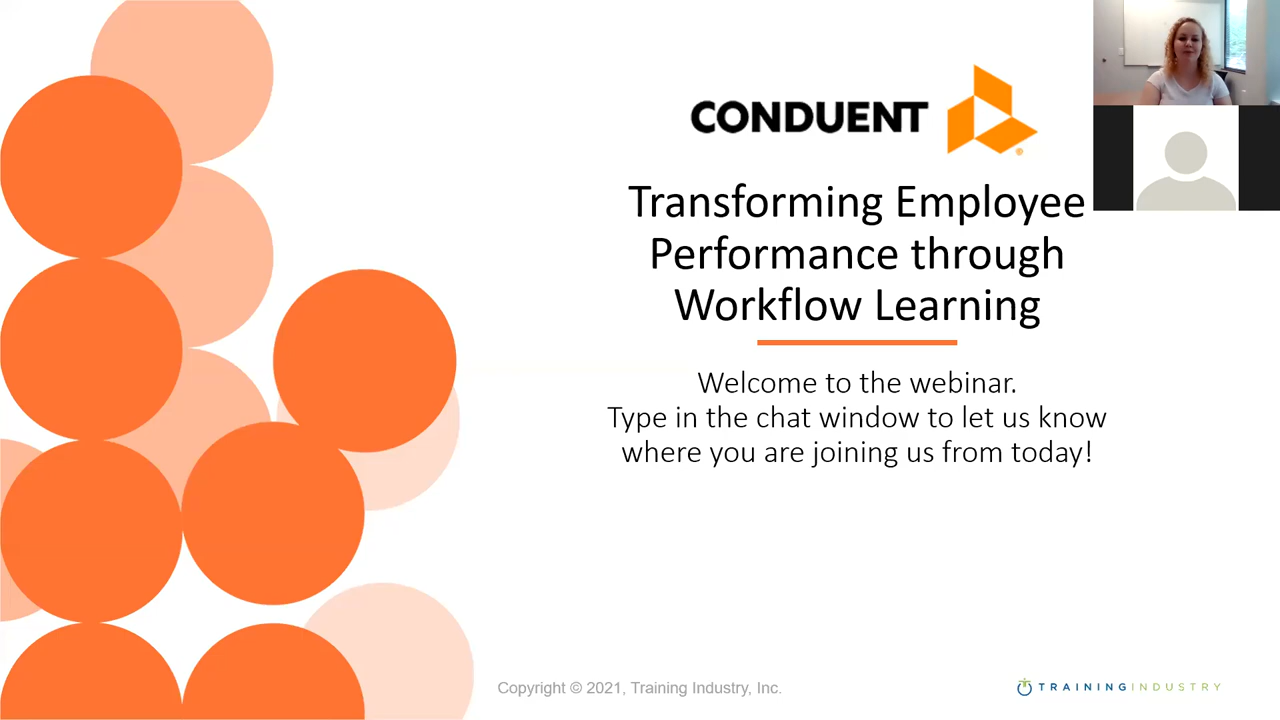 CONDUENT
®
Transforming Employee
Performance through
Workflow Learning
Welcome to the webinar.
Type in the chat window to let us know
where you are joining us from today!
Copyright © 2021, Training Industry, Inc.
TRAININGINDUSTRY